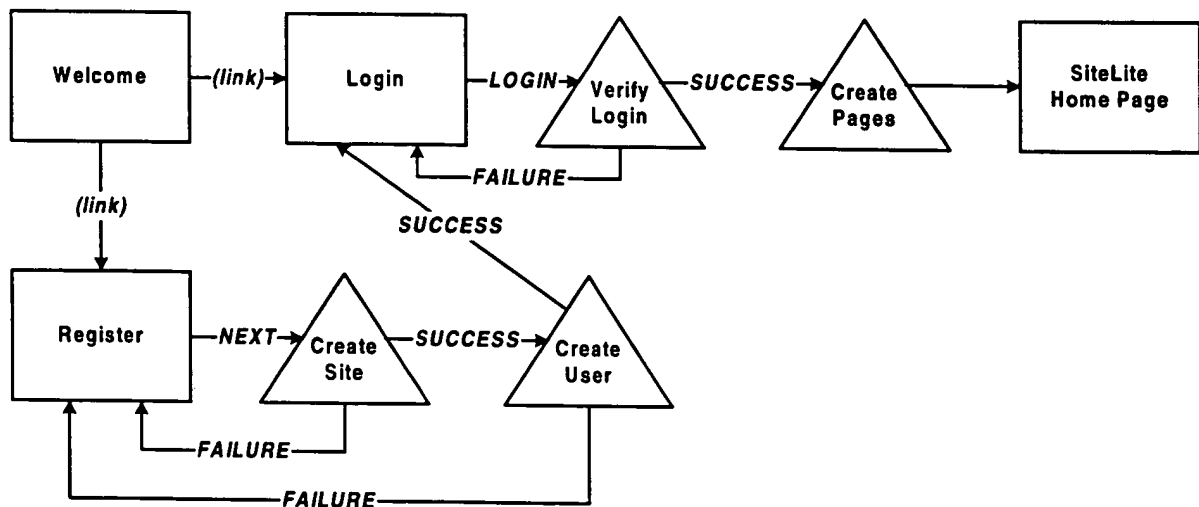 Welcome
(link)
Login
LOGIN
Verify
Login
SUCCESS
Create
Pages
SiteLite
Home Page
FAILURE
(link)
SUCCESS
Register
NEXT
Create
Site
SUCCESS
Create
User
FAILURE
FAILURE